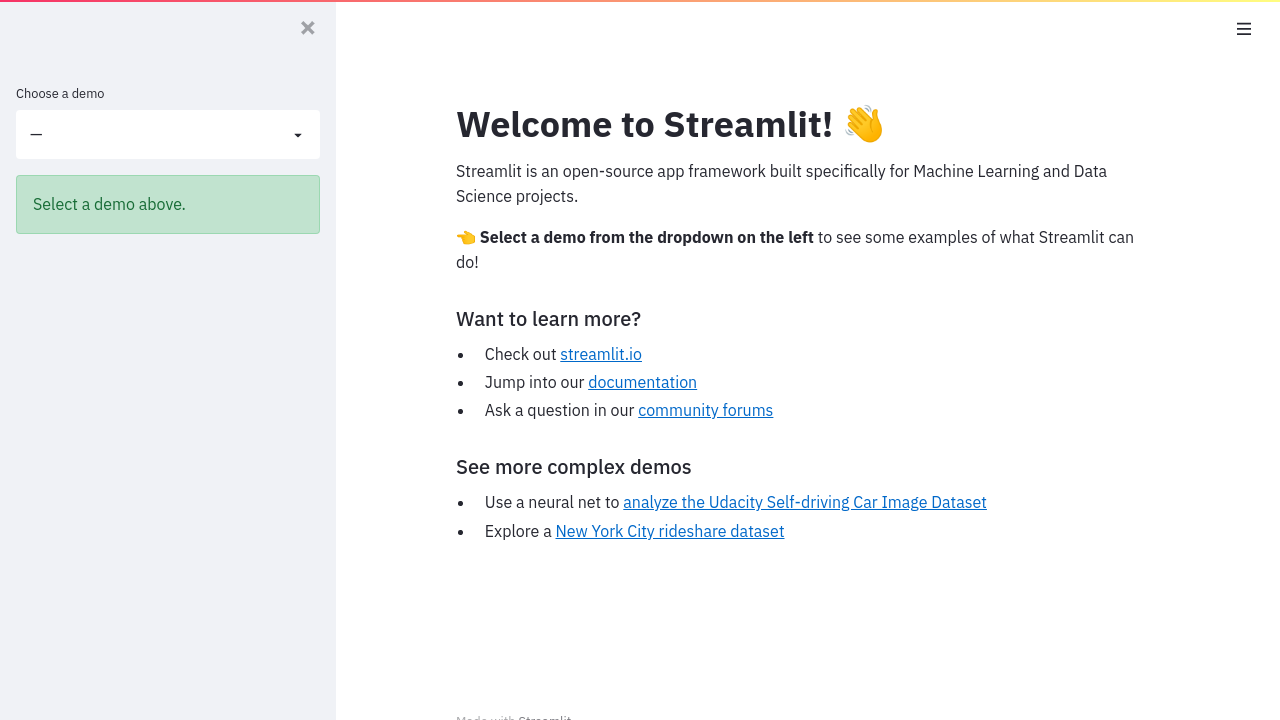 Choose a demo
—
Select a demo above.
Welcome to Streamlit! 👋
Streamlit is an open-source app framework built specifically for Machine Learning and Data
Science projects.
👈 Select a demo from the dropdown on the left to see some examples of what Streamlit can
do!
Want to learn more?
• Check out streamlit.io
• Jump into our documentation
• Ask a question in our community forums
See more complex demos
• Use a neural net to analyze the Udacity Self-driving Car Image Dataset
• Explore a New York City rideshare dataset
Made with Streamlit